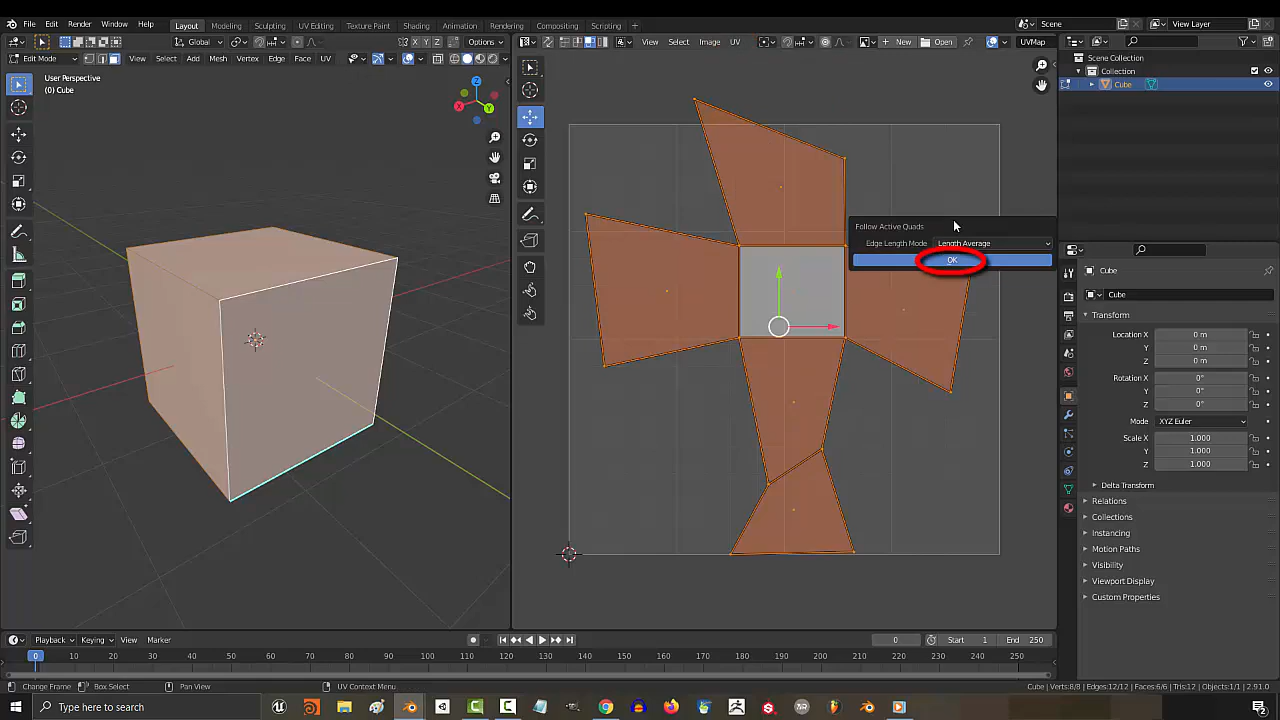 File Edit Render Window Help Layout Modeling Sculpting UV Editing Texture Paint Shading Animation Rendering Compositing Scripting + Scene View Layer
Global Options
View Select Image UV New Open UVMap
Edit Mode View Select Add Mesh Vertex Edge Face UV
User Perspective
(0) Cube
Z
X
Y
Scene Collection
Collection
Cube
Follow Active Quads
Edge Length Mode Length Average
OK
Cube
Cube
Transform
Location X 0 m
Y 0 m
Z 0 m
Rotation X 0°
Y 0°
Z 0°
Mode XYZ Euler
Scale X 1.000
Y 1.000
Z 1.000
Delta Transform
Relations
Collections
Instancing
Motion Paths
Visibility
Viewport Display
Custom Properties
Playback Keying View Marker 0 Start 1 End 250
0 10 20 30 40 50 60 70 80 90 100 110 120 130 140 150 160 170 180 190 200 210 220 230 240 250
Change Frame Box Select Pan View UV Context Menu Cube | Verts:8/8 | Edges:12/12 | Faces:6/6 | Tris:12 | Objects:1/1 | 2.91.0
Type here to search